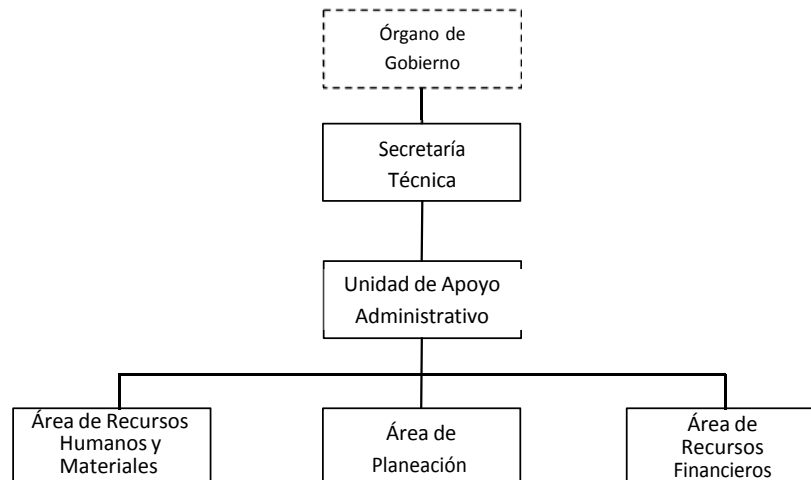 Órgano de
Gobierno
Secretaría
Técnica
Unidad de Apoyo
Administrativo
Área de Recursos
Humanos y
Materiales
Área de
Planeación
Área de
Recursos
Financieros